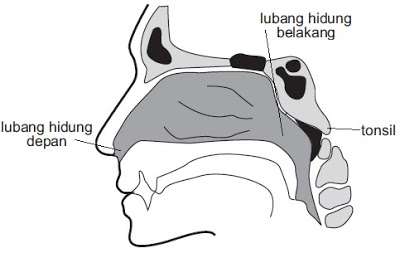 lubang hidung
belakang
tonsil
lubang hidung
depan